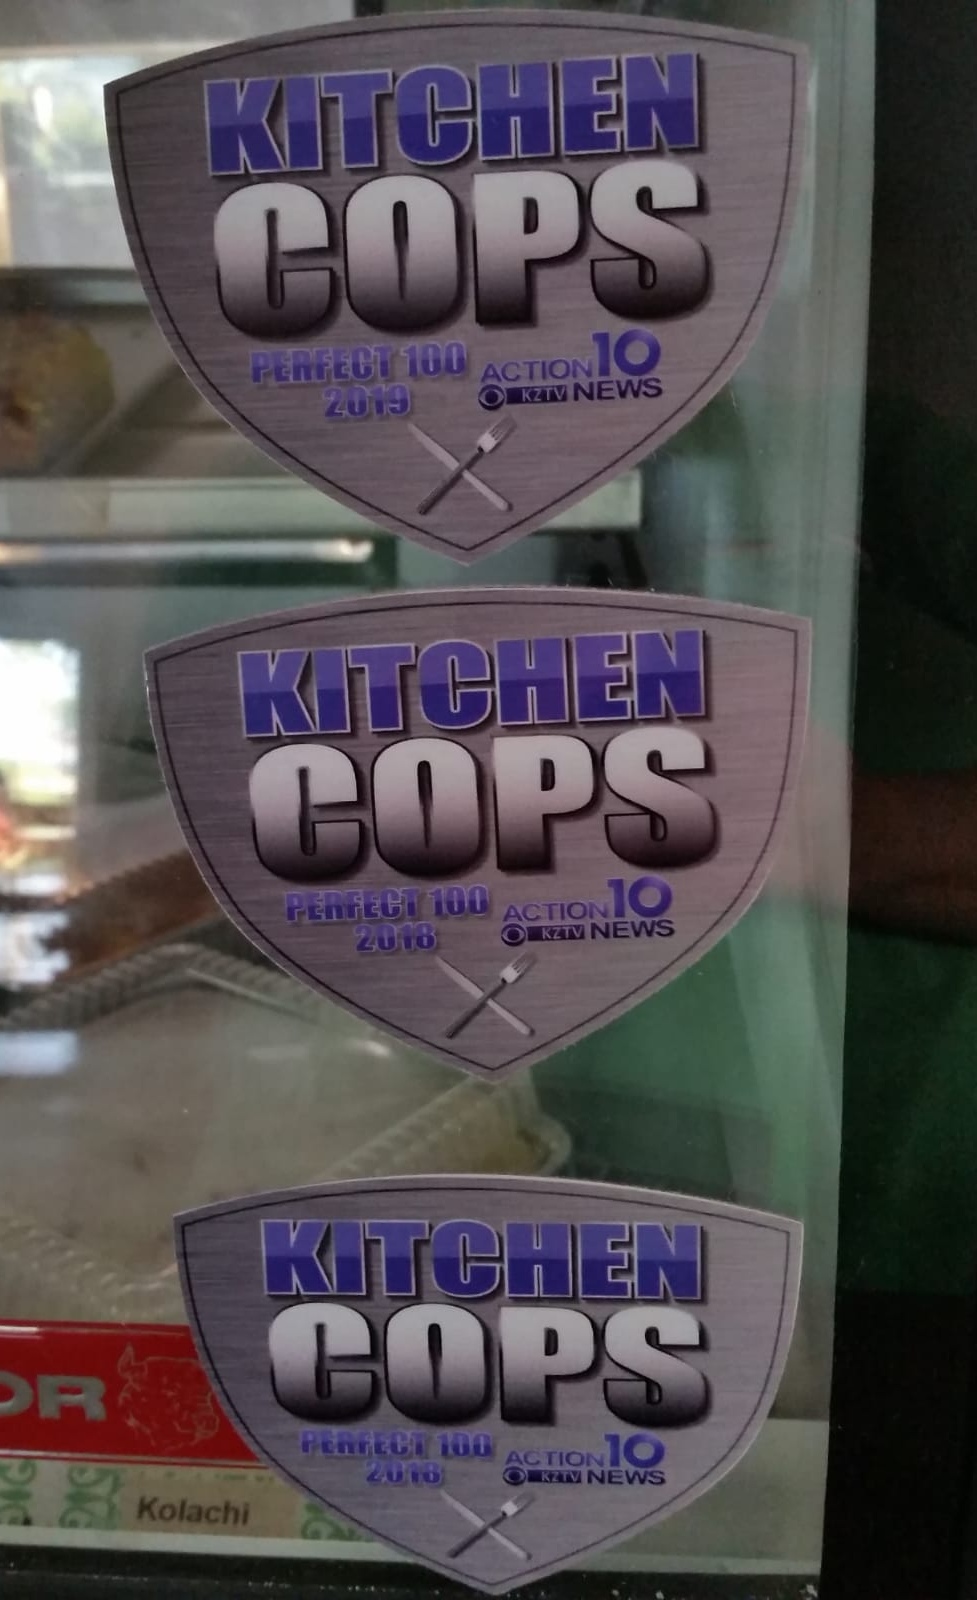 KITCHEN
COPS
PERFECT 100
2019
ACTION 10
KZTV NEWS
KITCHEN
COPS
PERFECT 100
2018
ACTION 10
KZTV NEWS
KITCHEN
COPS
PERFECT 100
2018
ACTION 10
KZTV NEWS
OR
Kolachi